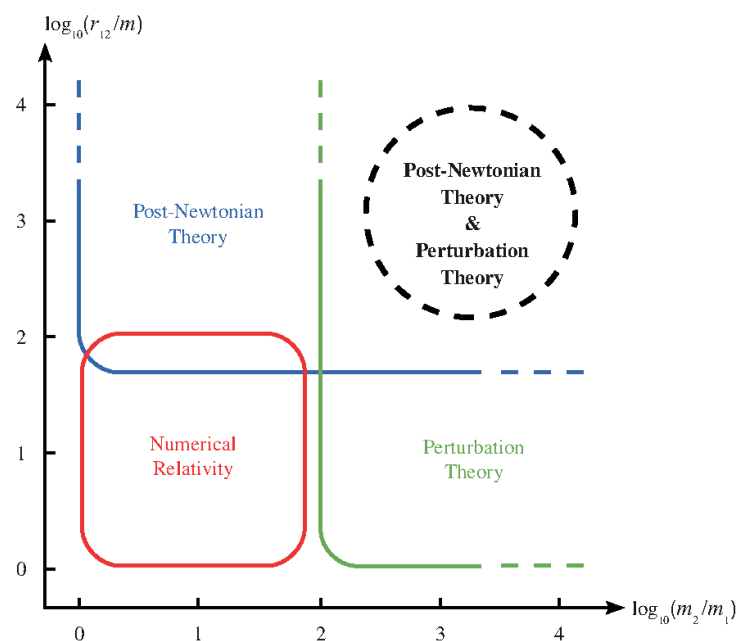 log₁₀(r₁₂/m)
4
Post-Newtonian
Theory
&
Perturbation
Theory
Post-Newtonian
Theory
3
2
1
Numerical
Relativity
Perturbation
Theory
0
0 1 2 3 4
log₁₀(m₂/m₁)